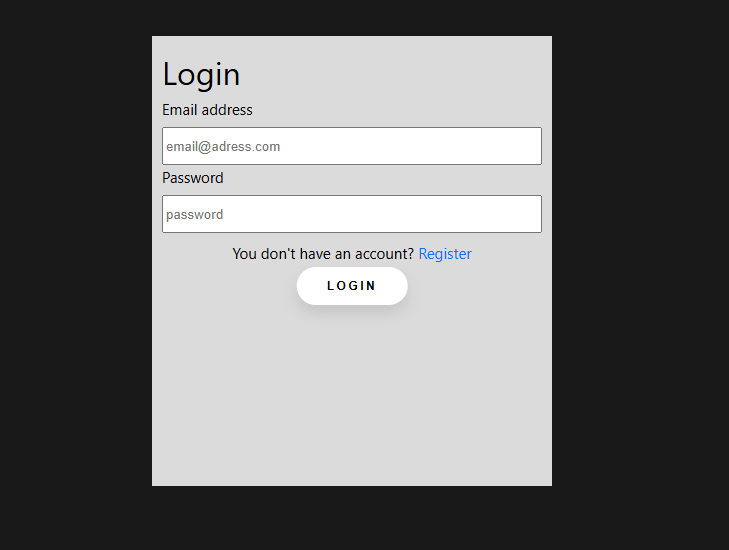 Login
Email address
email@adress.com
Password
password
You don't have an account? Register
LOGIN